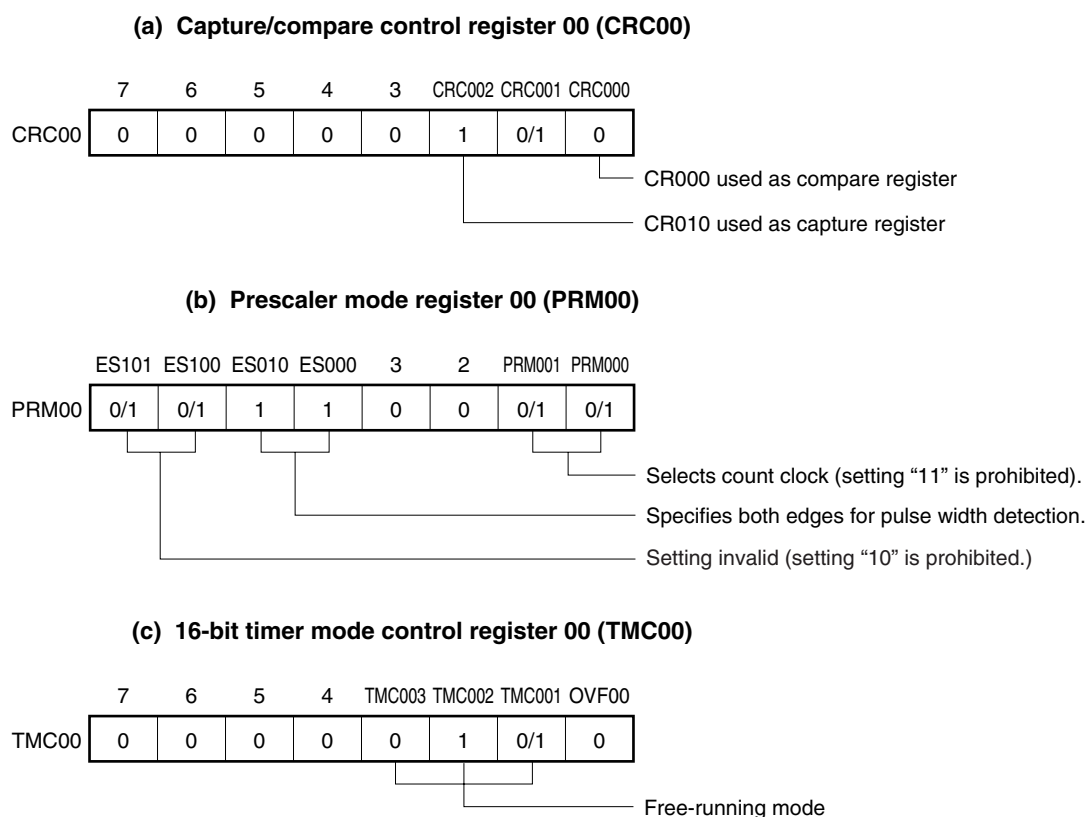 (a) Capture/compare control register 00 (CRC00)
7 6 5 4 3 CRC002 CRC001 CRC000
CRC00 0 0 0 0 0 1 0/1 0
CR000 used as compare register
CR010 used as capture register
(b) Prescaler mode register 00 (PRM00)
ES101 ES100 ES010 ES000 3 2 PRM001 PRM000
PRM00 0/1 0/1 1 1 0 0 0/1 0/1
Selects count clock (setting “11” is prohibited).
Specifies both edges for pulse width detection.
Setting invalid (setting “10” is prohibited.)
(c) 16-bit timer mode control register 00 (TMC00)
7 6 5 4 TMC003 TMC002 TMC001 OVF00
TMC00 0 0 0 0 0 1 0/1 0
Free-running mode